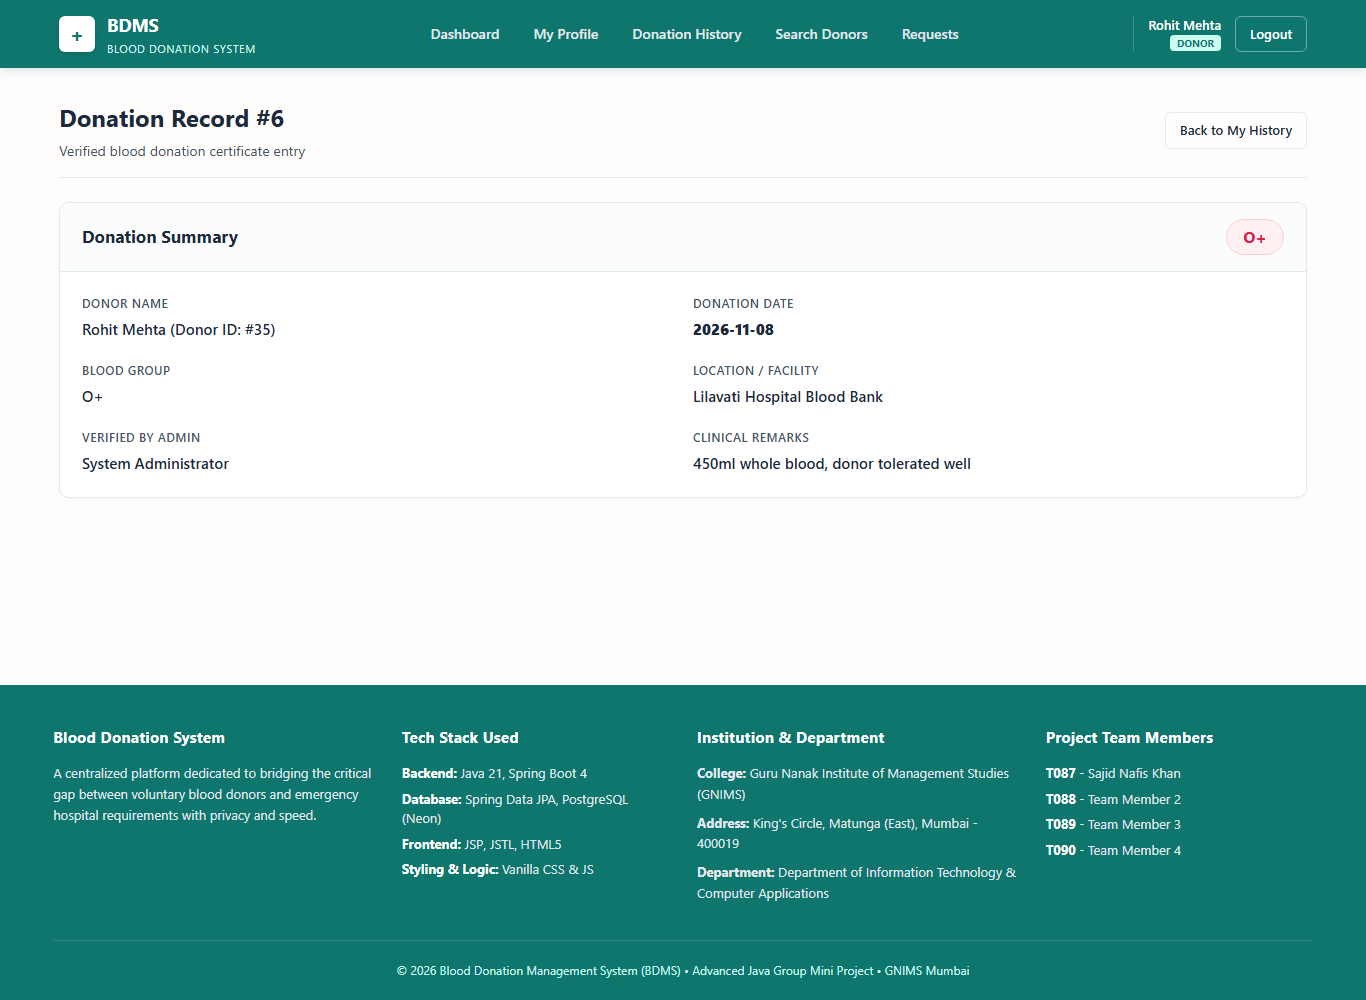 +
BDMS
BLOOD DONATION SYSTEM
Dashboard
My Profile
Donation History
Search Donors
Requests
Rohit Mehta
DONOR
Logout
Donation Record #6
Verified blood donation certificate entry
Back to My History
Donation Summary
O+
DONOR NAME
Rohit Mehta (Donor ID: #35)
DONATION DATE
2026-11-08
BLOOD GROUP
O+
LOCATION / FACILITY
Lilavati Hospital Blood Bank
VERIFIED BY ADMIN
System Administrator
CLINICAL REMARKS
450ml whole blood, donor tolerated well
Blood Donation System
A centralized platform dedicated to bridging the critical
gap between voluntary blood donors and emergency
hospital requirements with privacy and speed.
Tech Stack Used
Backend: Java 21, Spring Boot 4
Database: Spring Data JPA, PostgreSQL
(Neon)
Frontend: JSP, JSTL, HTML5
Styling & Logic: Vanilla CSS & JS
Institution & Department
College: Guru Nanak Institute of Management Studies
(GNIMS)
Address: King's Circle, Matunga (East), Mumbai -
400019
Department: Department of Information Technology &
Computer Applications
Project Team Members
T087 - Sajid Nafis Khan
T088 - Team Member 2
T089 - Team Member 3
T090 - Team Member 4
© 2026 Blood Donation Management System (BDMS) • Advanced Java Group Mini Project • GNIMS Mumbai